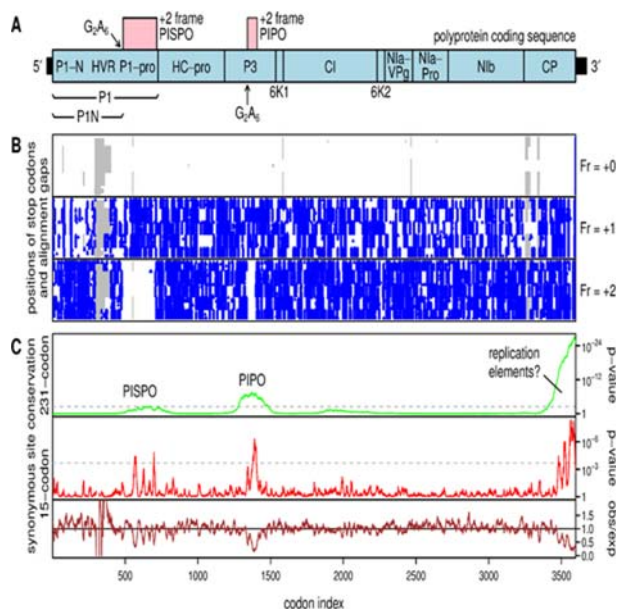 A
G₂A₆
+2 frame
PISPO
+2 frame
PIPO
polyprotein coding sequence
5′
P1−N HVR P1−pro
HC−pro
P3
CI
NIa−
VPg
NIa−
Pro
NIb
CP
3′
6K1
6K2
P1
P1N
G₂A₆
B
positions of stop codons
and alignment gaps
Fr = +0
Fr = +1
Fr = +2
C
synonymous site conservation
231−codon
15−codon
PISPO
PIPO
replication
elements?
10⁻²⁴
10⁻¹²
1
p−value
10⁻⁶
10⁻³
1
p−value
1.5
1.0
0.5
0.0
obs/exp
500 1000 1500 2000 2500 3000 3500
codon index